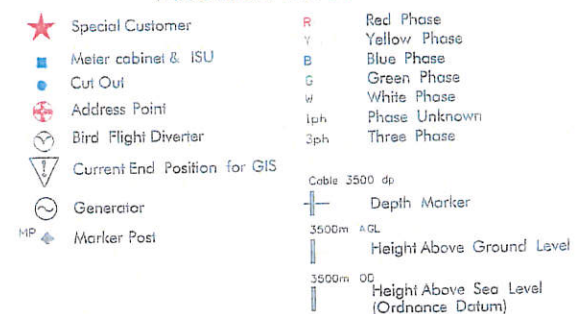 Special Customer
Meter cabinet & ISU
Cut Out
Address Point
Bird Flight Diverter
! Current End Position for GIS
Generator
MP Marker Post
R Red Phase
Y Yellow Phase
B Blue Phase
G Green Phase
W White Phase
1ph Phase Unknown
3ph Three Phase
Cable 3500 dp
Depth Marker
3500m AGL
Height Above Ground Level
3500m OD
Height Above Sea Level
(Ordnance Datum)